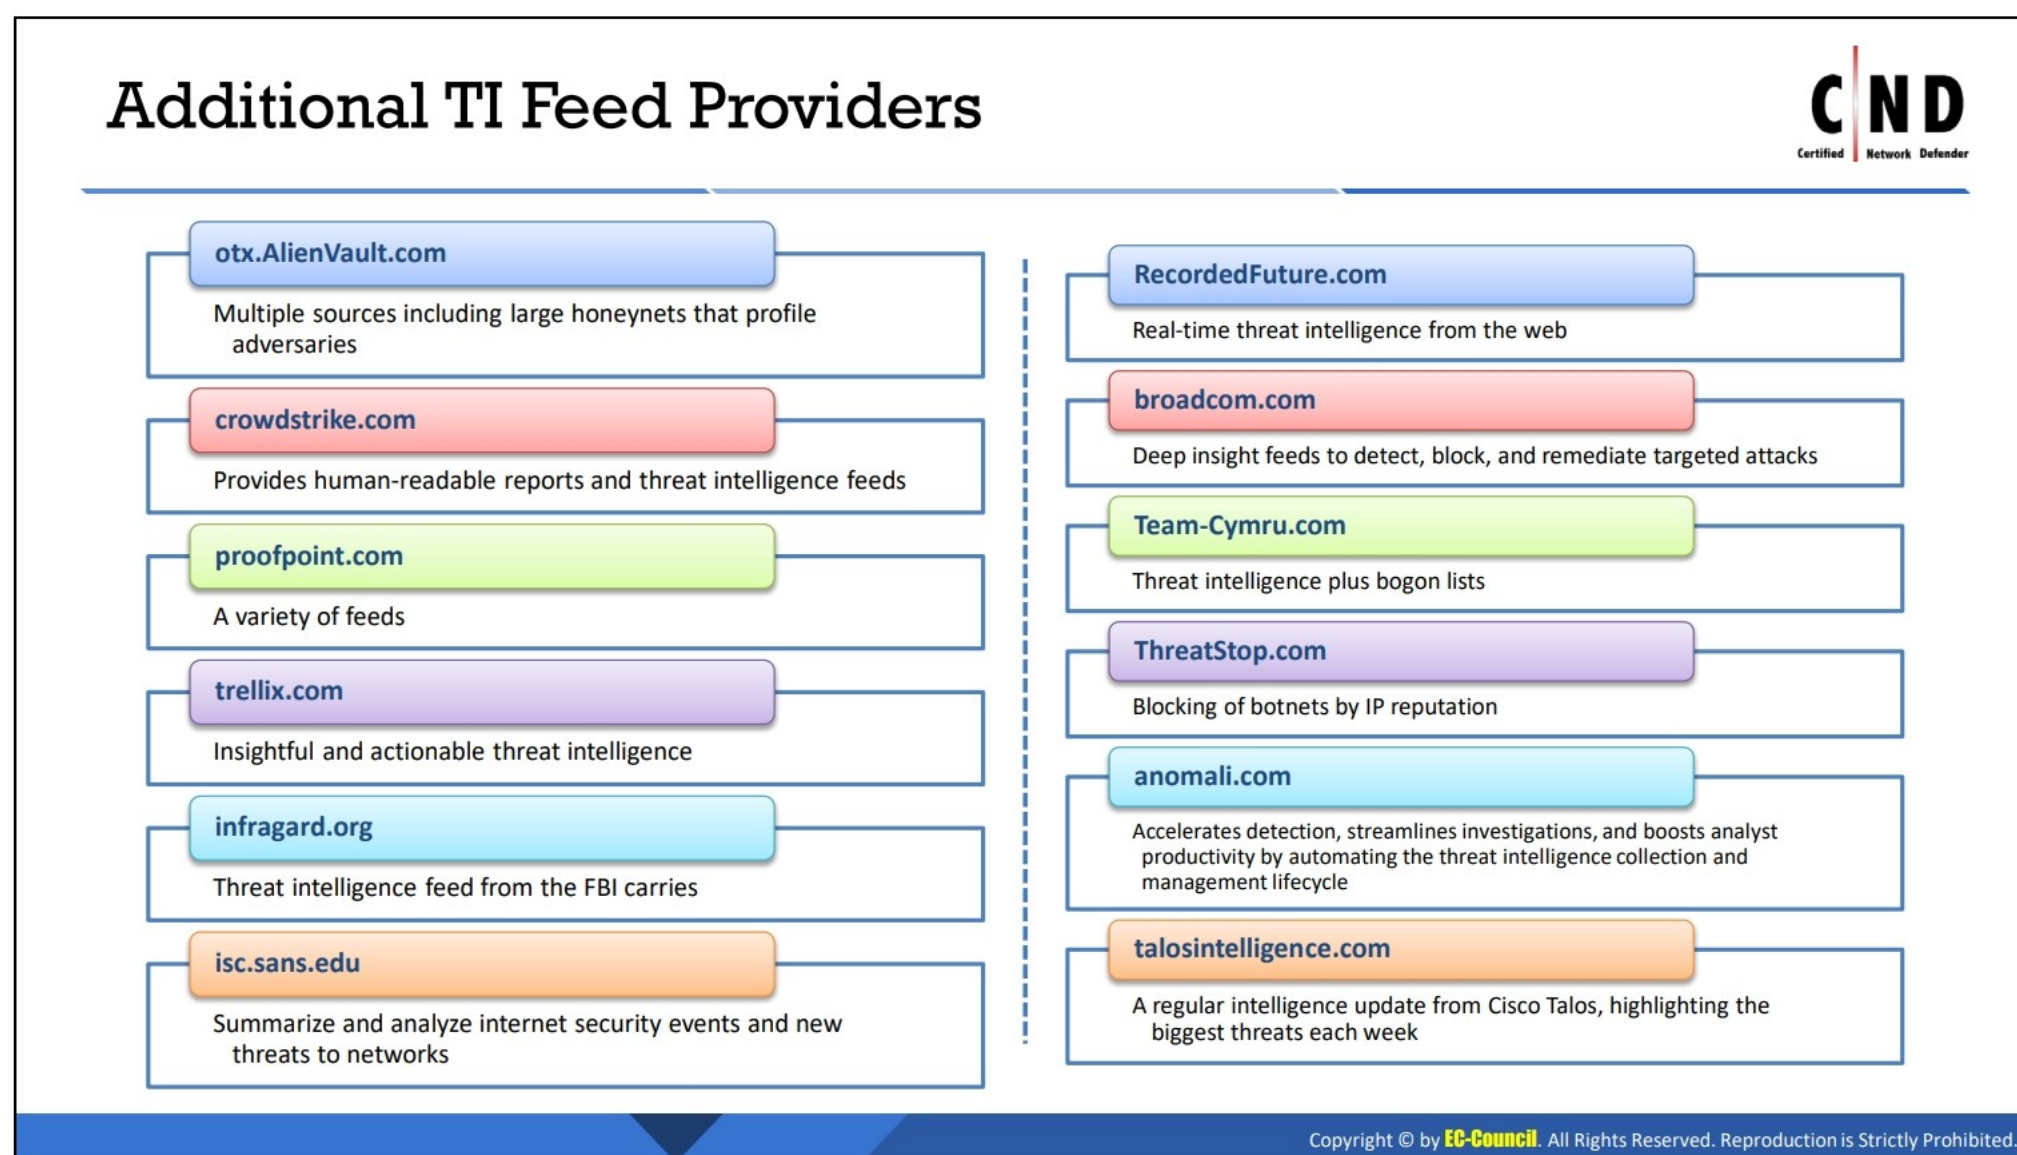 Additional TI Feed Providers
C ND
Certified Network Defender
otx.AlienVault.com
Multiple sources including large honeynets that profile
adversaries
crowdstrike.com
Provides human-readable reports and threat intelligence feeds
proofpoint.com
A variety of feeds
trellix.com
Insightful and actionable threat intelligence
infragard.org
Threat intelligence feed from the FBI carries
isc.sans.edu
Summarize and analyze internet security events and new
threats to networks
RecordedFuture.com
Real-time threat intelligence from the web
broadcom.com
Deep insight feeds to detect, block, and remediate targeted attacks
Team-Cymru.com
Threat intelligence plus bogon lists
ThreatStop.com
Blocking of botnets by IP reputation
anomali.com
Accelerates detection, streamlines investigations, and boosts analyst
productivity by automating the threat intelligence collection and
management lifecycle
talosintelligence.com
A regular intelligence update from Cisco Talos, highlighting the
biggest threats each week
Copyright © by EC-Council. All Rights Reserved. Reproduction is Strictly Prohibited.